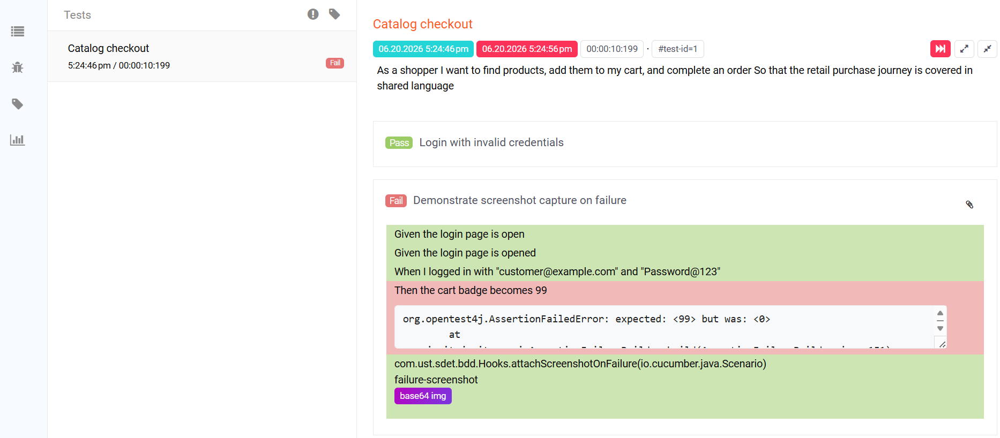 Tests
Catalog checkout
5:24:46 pm / 00:00:10:199
Fail
Catalog checkout
06.20.2026 5:24:46 pm 06.20.2026 5:24:56 pm 00:00:10:199 · #test-id=1
As a shopper I want to find products, add them to my cart, and complete an order So that the retail purchase journey is covered in
shared language
Pass Login with invalid credentials
Fail Demonstrate screenshot capture on failure
Given the login page is open
Given the login page is opened
When I logged in with "customer@example.com" and "Password@123"
Then the cart badge becomes 99
org.opentest4j.AssertionFailedError: expected: <99> but was: <0>
at
com.ust.sdet.bdd.Hooks.attachScreenshotOnFailure(io.cucumber.java.Scenario)
failure-screenshot
base64 img